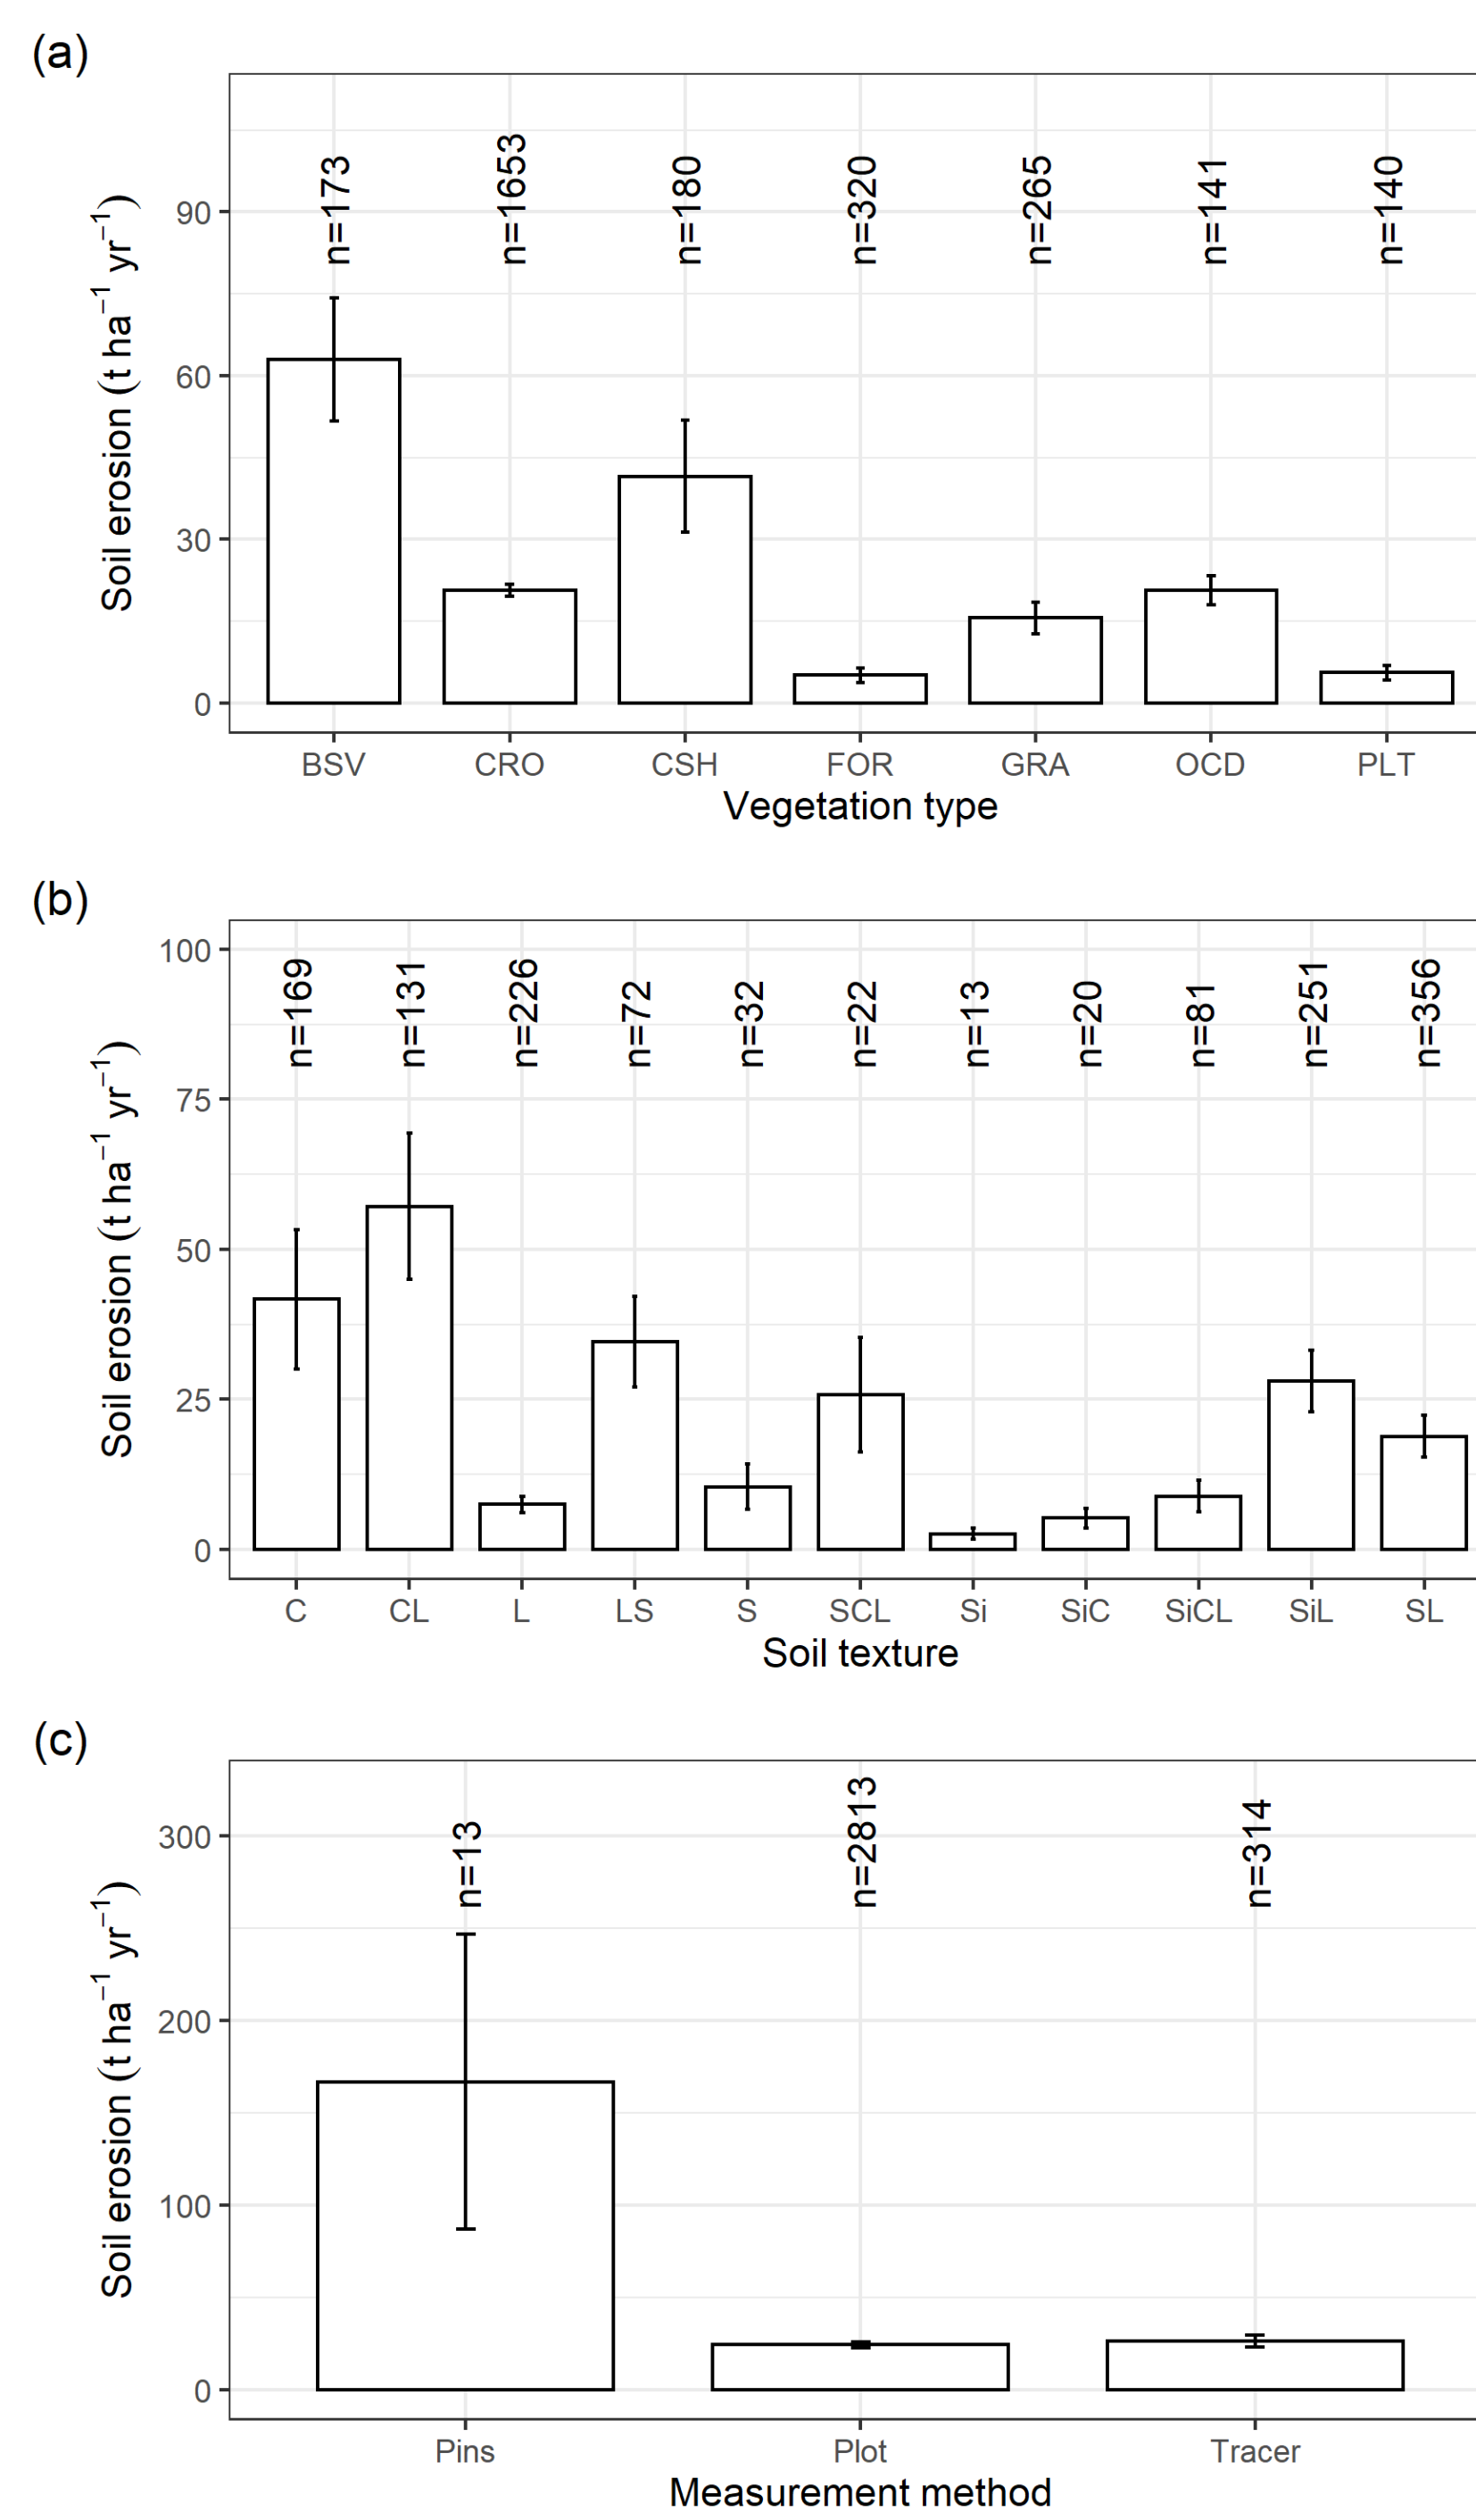 (a)
n=173 n=1653 n=180 n=320 n=265 n=141 n=140
90
60
30
0
Soil erosion (t ha⁻¹ yr⁻¹)
BSV CRO CSH FOR GRA OCD PLT
Vegetation type
(b)
n=169 n=131 n=226 n=72 n=32 n=22 n=13 n=20 n=81 n=251 n=356
100
75
50
25
0
Soil erosion (t ha⁻¹ yr⁻¹)
C CL L LS S SCL Si SiC SiCL SiL SL
Soil texture
(c)
n=13 n=2813 n=314
300
200
100
0
Soil erosion (t ha⁻¹ yr⁻¹)
Pins Plot Tracer
Measurement method